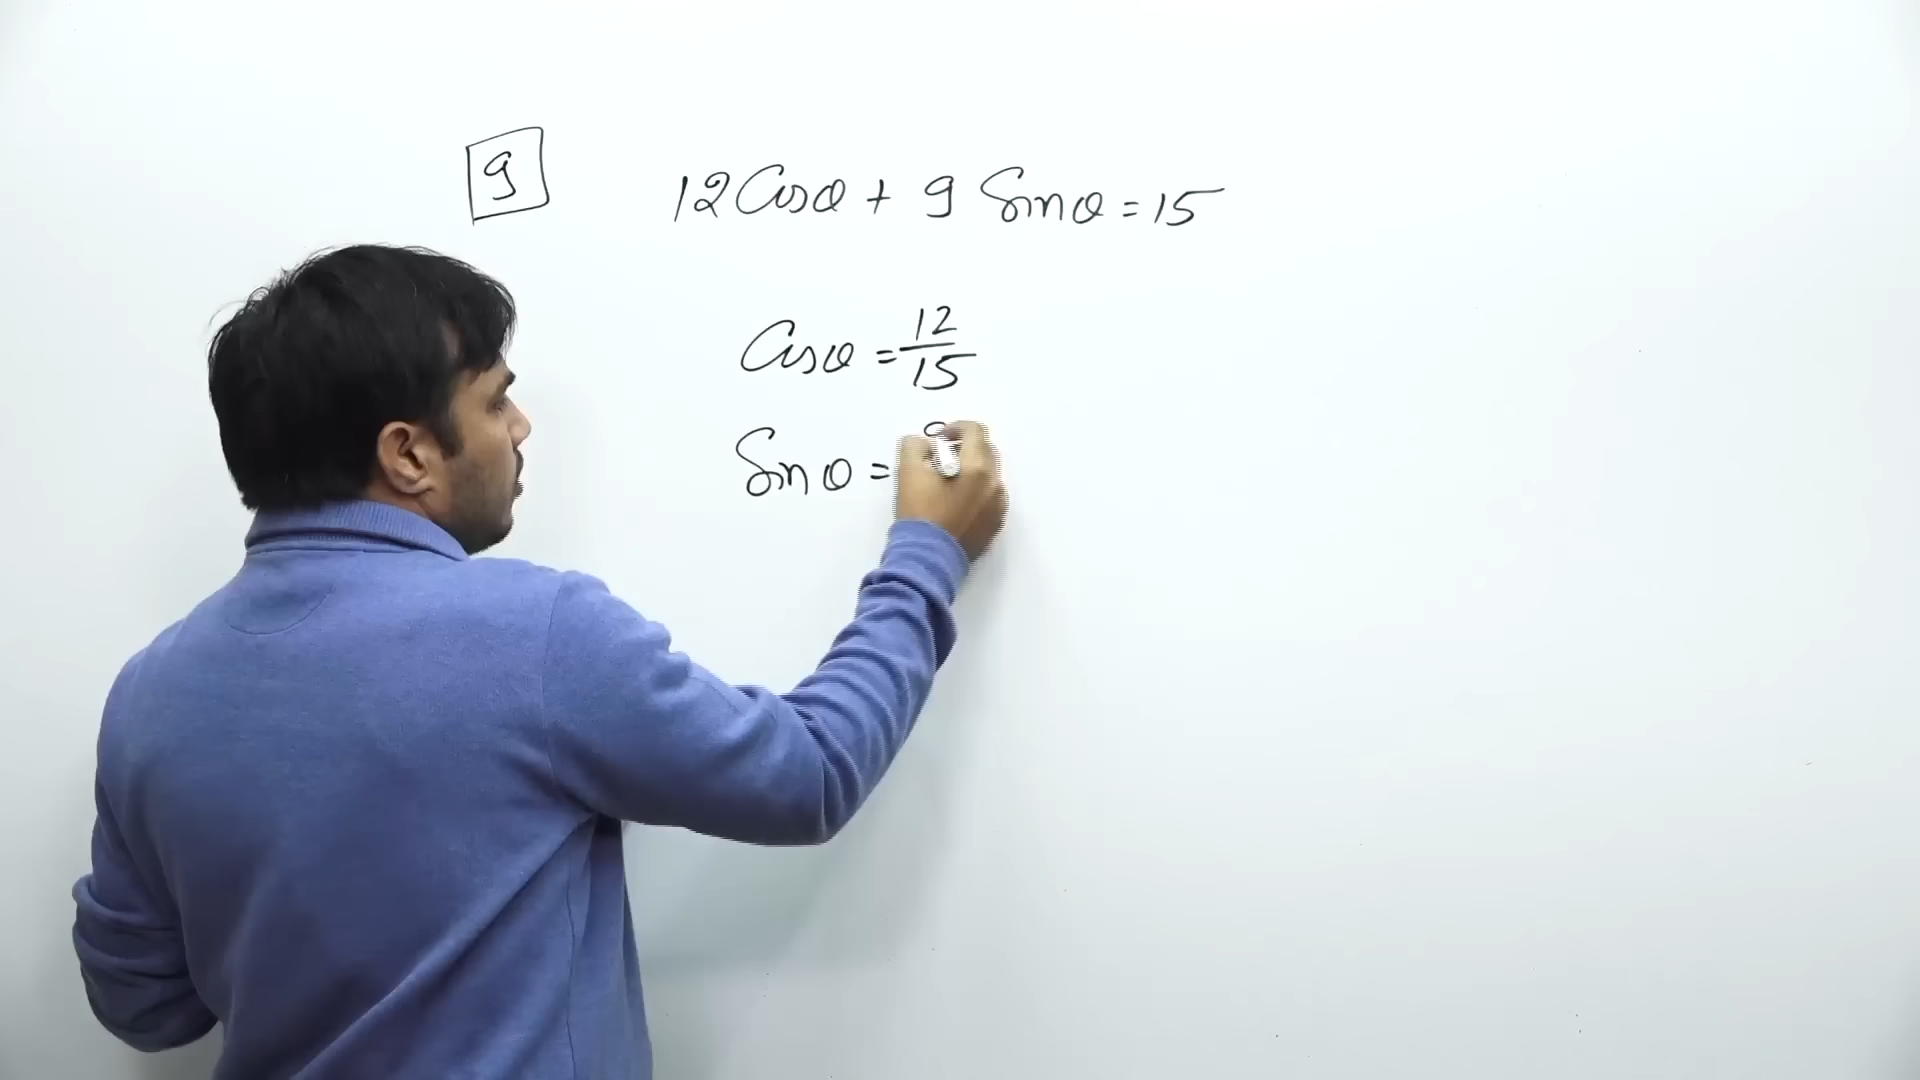 9
12 Cosθ + 9 Sinθ = 15
Cosθ = 12/15
Sinθ =